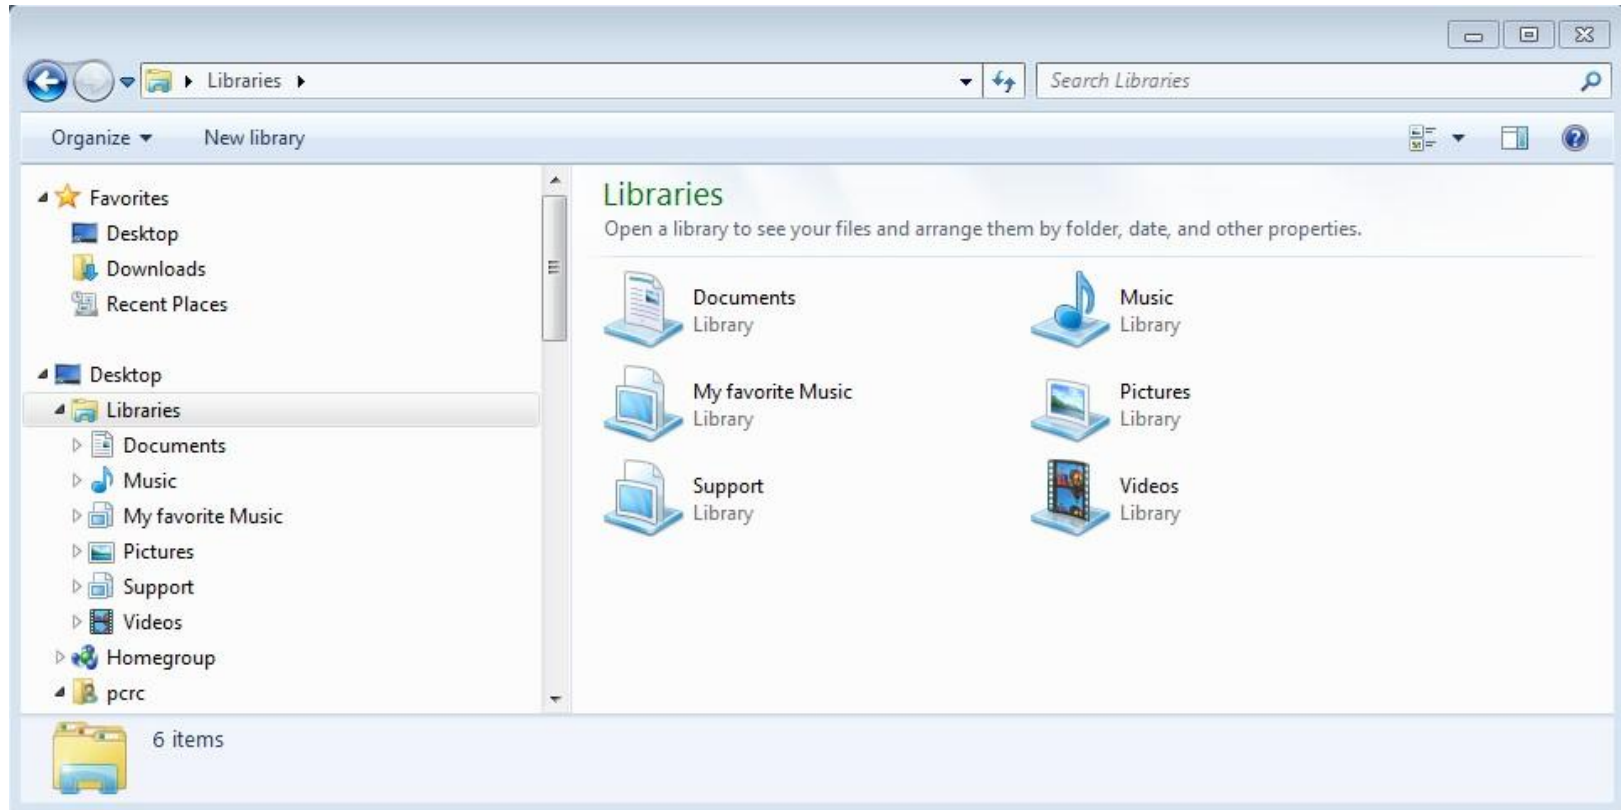 Libraries
Search Libraries
Organize
New library
Favorites
Desktop
Downloads
Recent Places
Desktop
Libraries
Documents
Music
My favorite Music
Pictures
Support
Videos
Homegroup
pcrc
Libraries
Open a library to see your files and arrange them by folder, date, and other properties.
Documents
Library
Music
Library
My favorite Music
Library
Pictures
Library
Support
Library
Videos
Library
6 items